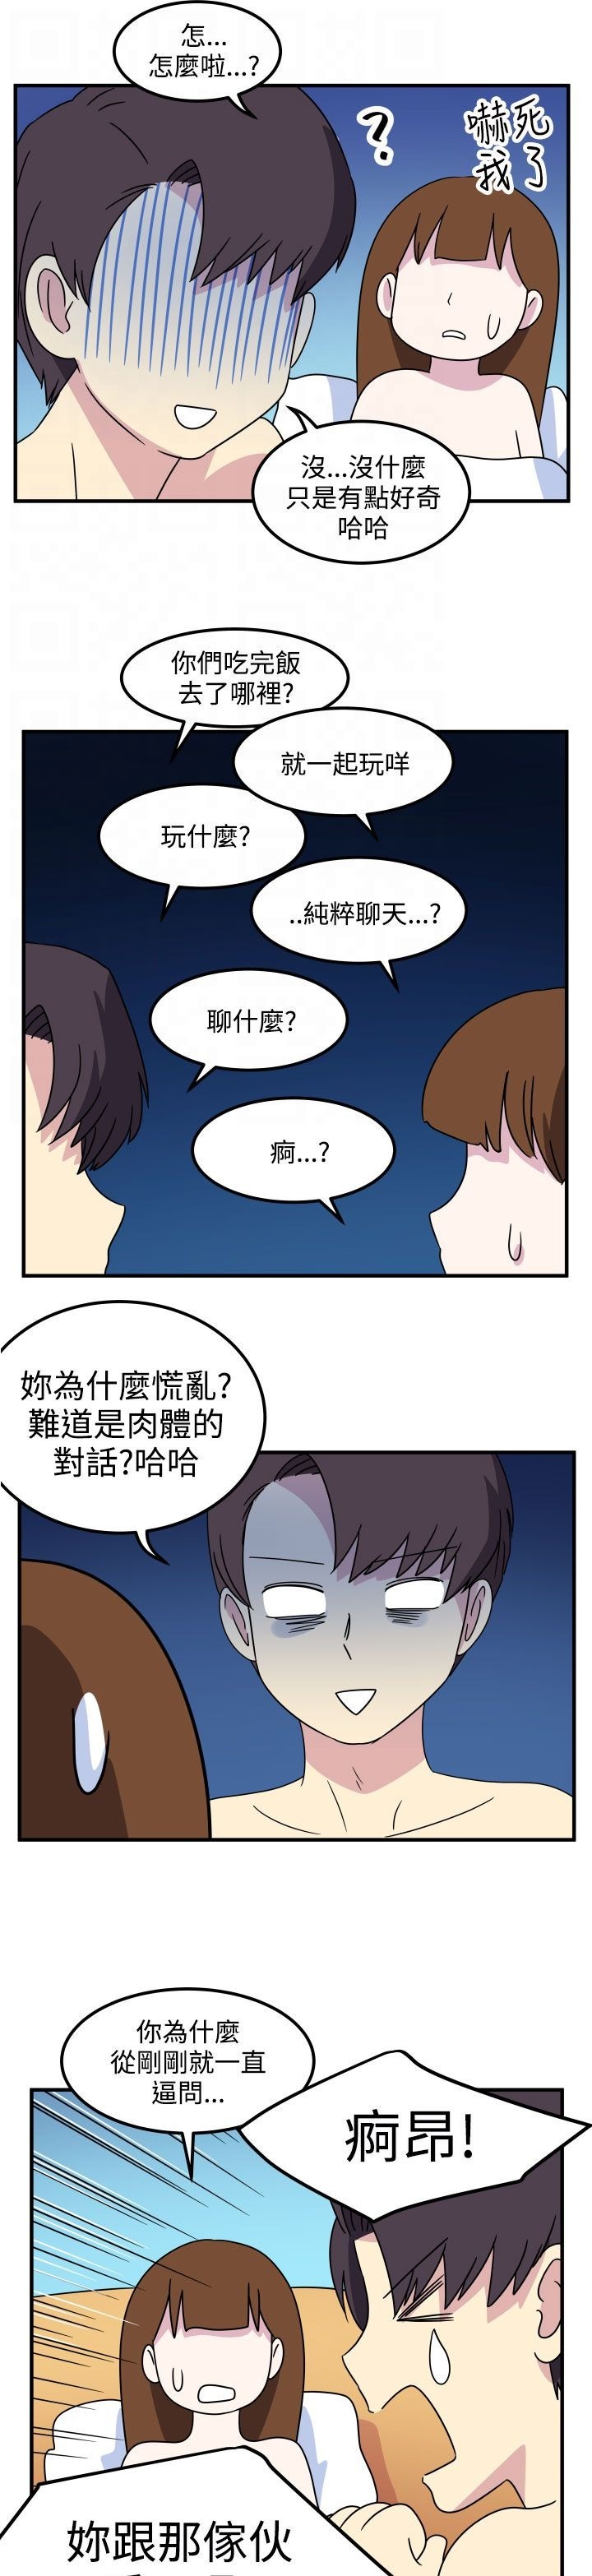 怎...
怎麼啦...?
?
嚇死
我了
沒...沒什麼
只是有點好奇
哈哈
你們吃完飯
去了哪裡?
就一起玩咩
玩什麼?
..純粹聊天...?
聊什麼?
痾...?
妳為什麼慌亂?
難道是肉體的
對話?哈哈
你為什麼
從剛剛就一直
逼問...
痾昂!
妳跟那傢伙